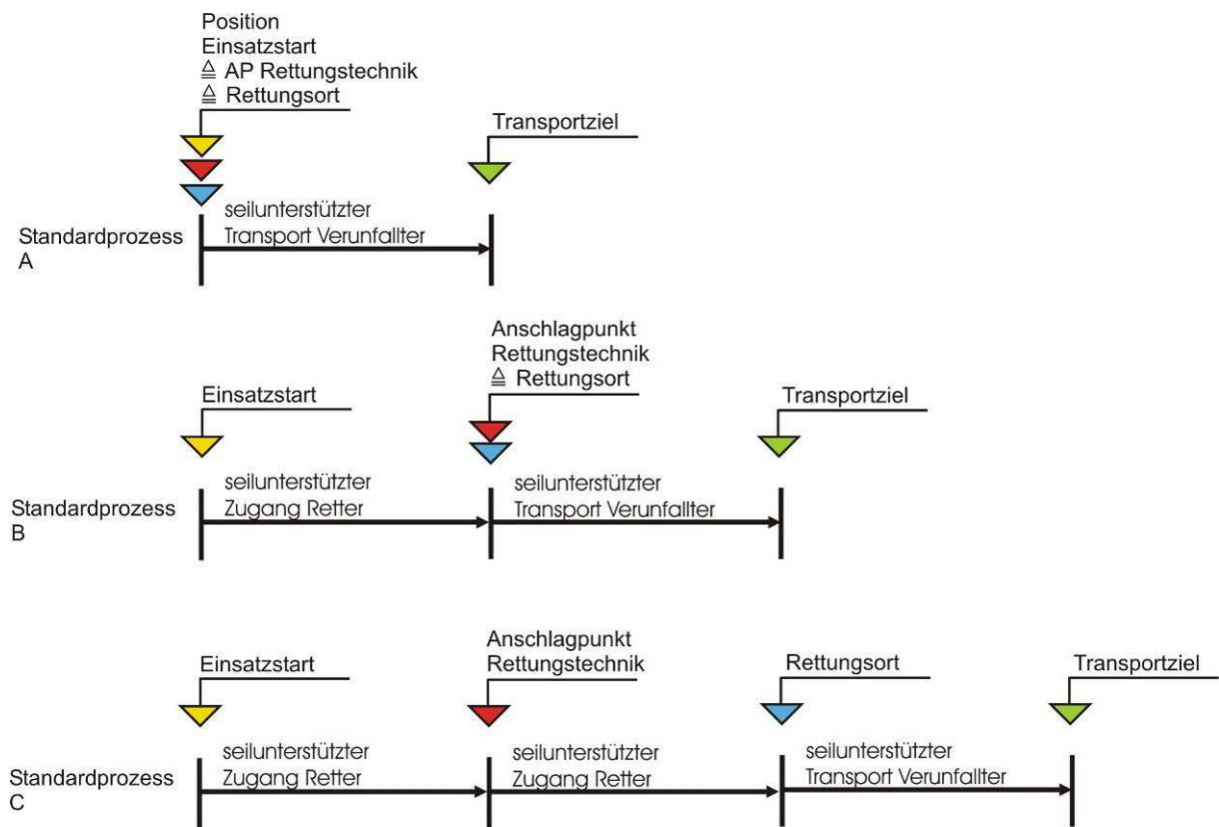 Position
Einsatzstart
≙ AP Rettungstechnik
≙ Rettungsort
Transportziel
seilunterstützter
Transport Verunfallter
Standardprozess
A
Anschlagpunkt
Rettungstechnik
≙ Rettungsort
Einsatzstart
Transportziel
seilunterstützter
Zugang Retter
seilunterstützter
Transport Verunfallter
Standardprozess
B
Einsatzstart
Anschlagpunkt
Rettungstechnik
Rettungsort
Transportziel
seilunterstützter
Zugang Retter
seilunterstützter
Zugang Retter
seilunterstützter
Transport Verunfallter
Standardprozess
C